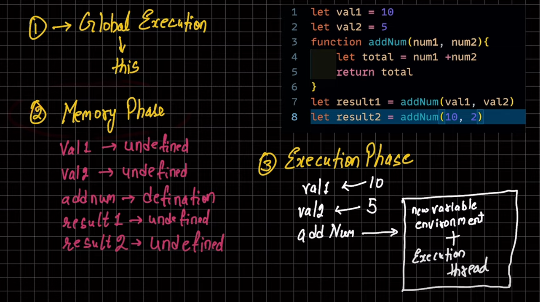 ① → Global Execution
↓
this
② Memory Phase
val1 → undefined
val2 → undefined
addnum → defination
result 1 → undefined
result 2 → undefined
1 let val1 = 10
2 let val2 = 5
3 function addNum(num1, num2){
4 let total = num1 +num2
5 return total
6 }
7 let result1 = addNum(val1, val2)
8 let result2 = addNum(10, 2)
③ Execution Phase
val1 ← 10
val2 ← 5
add Num →
new variable
environment
+
Execution
thread